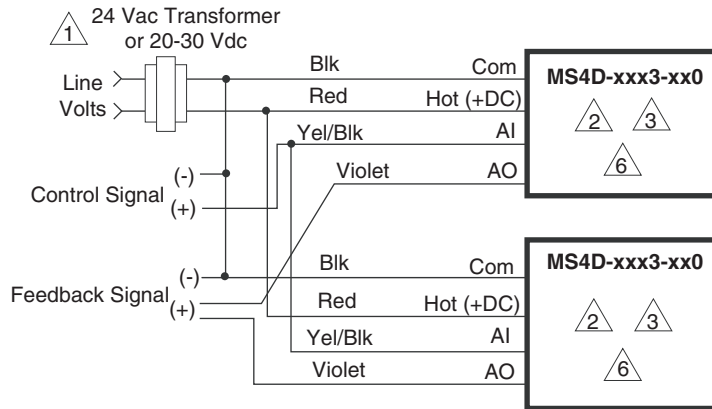 24 Vac Transformer
or 20-30 Vdc
1
Line
Volts
Blk
Com
Red
Hot (+DC)
Yel/Blk
AI
Violet
AO
MS4D-xxx3-xx0
2
3
6
Control Signal
(-)
(+)
Feedback Signal
(-)
(+)
Blk
Com
Red
Hot (+DC)
Yel/Blk
AI
Violet
AO
MS4D-xxx3-xx0
2
3
6